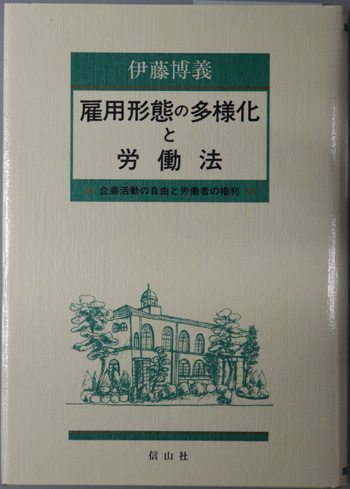 伊藤博義
雇用形態の多様化
と
労働法
企業活動の自由と労働者の権利
信山社